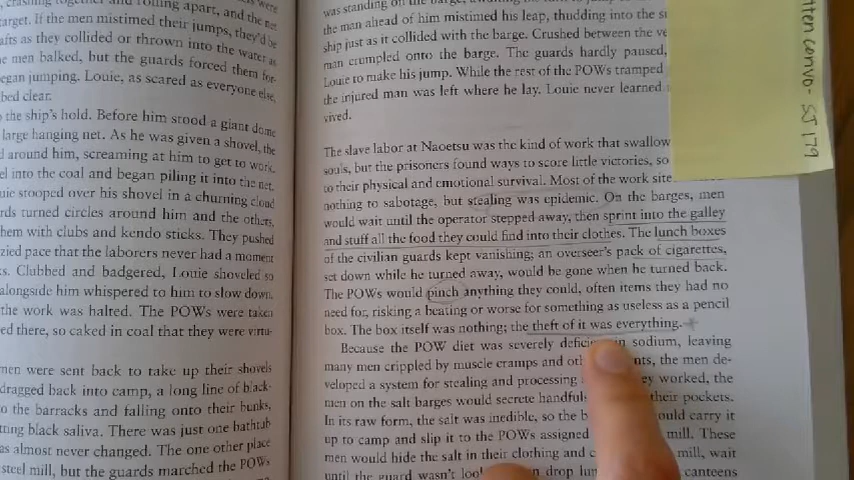 crashing together and rolling apart, and the net
target. If the men mistimed their jumps, they'd be
as they collided or thrown into the water as
men balked, but the guards forced them for-
began jumping. Louie, as scared as everyone else,
bed clear.
the ship's hold. Before him stood a giant dome
large hanging net. As he was given a shovel, the
around him, screaming at him to get to work.
into the coal and began piling it into the net.
stooped over his shovel in a churning cloud
turned circles around him and the others,
them with clubs and kendo sticks. They pushed
pace that the laborers never had a moment
Clubbed and badgered, Louie shoveled so
alongside him whispered to him to slow down.
the work was halted. The POWs were taken
there, so caked in coal that they were virtu-
men were sent back to take up their shovels
dragged back into camp, a long line of black-
to the barracks and falling onto their bunks,
black saliva. There was just one bathtub
almost never changed. The one other place
steel mill, but the guards marched the POWs
was standing on the barge,
the man ahead of him mistimed his leap, thudding into the
ship just as it collided with the barge. Crushed between the
man crumpled onto the barge. The guards hardly paused,
Louie to make his jump. While the rest of the POWs tramped
the injured man was left where he lay. Louie never learned
vived.
The slave labor at Naoetsu was the kind of work that swallow
souls, but the prisoners found ways to score little victories, so
to their physical and emotional survival. Most of the work site
nothing to sabotage, but stealing was epidemic. On the barges, men
would wait until the operator stepped away, then sprint into the galley
and stuff all the food they could find into their clothes. The lunch boxes
of the civilian guards kept vanishing; an overseer's pack of cigarettes,
set down while he turned away, would be gone when he turned back.
The POWs would pinch anything they could, often items they had no
need for, risking a beating or worse for something as useless as a pencil
box. The box itself was nothing; the theft of it was everything.
Because the POW diet was severely deficient in sodium, leaving
many men crippled by muscle cramps and the men de-
veloped a system for stealing and processing worked, the
men on the salt barges would secrete their pockets.
In its raw form, the salt was inedible, so the would carry it
up to camp and slip it to the POWs assigned mill. These
men would hide the salt in their clothing and mill, wait
until the guard wasn't drop canteens
tten convo- SJ 179